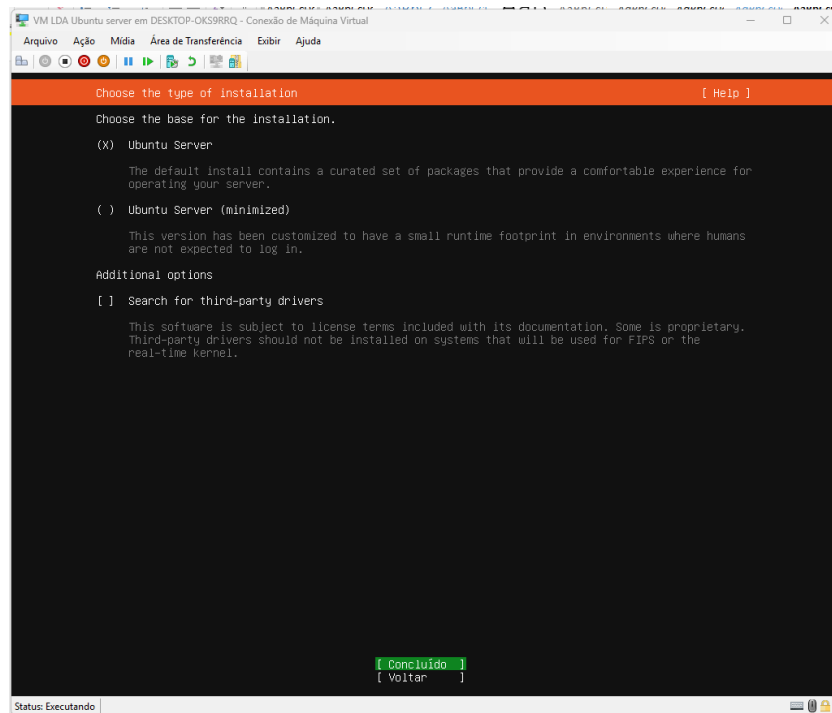 VM LDA Ubuntu server em DESKTOP-OKS9RRQ - Conexão de Máquina Virtual
Arquivo Ação Mídia Área de Transferência Exibir Ajuda
Choose the type of installation [ Help ]
Choose the base for the installation.
(X) Ubuntu Server
The default install contains a curated set of packages that provide a comfortable experience for
operating your server.
( ) Ubuntu Server (minimized)
This version has been customized to have a small runtime footprint in environments where humans
are not expected to log in.
Additional options
[ ] Search for third-party drivers
This software is subject to license terms included with its documentation. Some is proprietary.
Third-party drivers should not be installed on systems that will be used for FIPS or the
real-time kernel.
[ Concluído ]
[ Voltar ]
Status: Executando